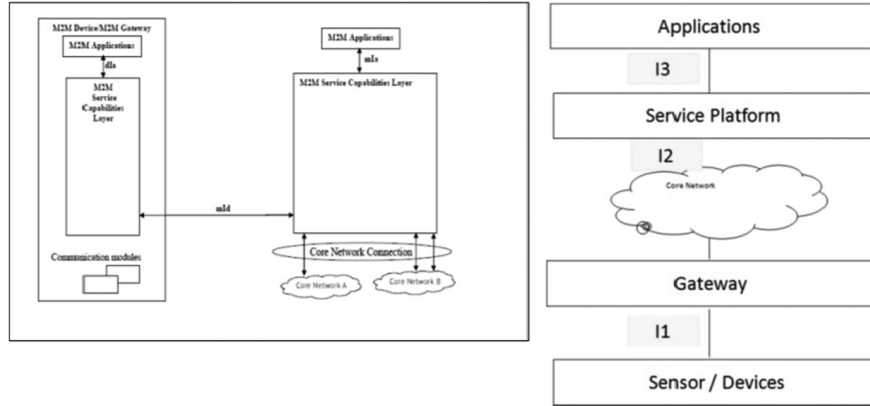 M2M Device/M2M Gateway
M2M Applications
dIa
M2M
Service
Capabilities
Layer
mId
Communication modules
M2M Applications
mIa
M2M Service Capabilities Layer
Core Network Connection
Core Network A
Core Network B
Applications
I3
Service Platform
I2
Core Network
Gateway
I1
Sensor / Devices